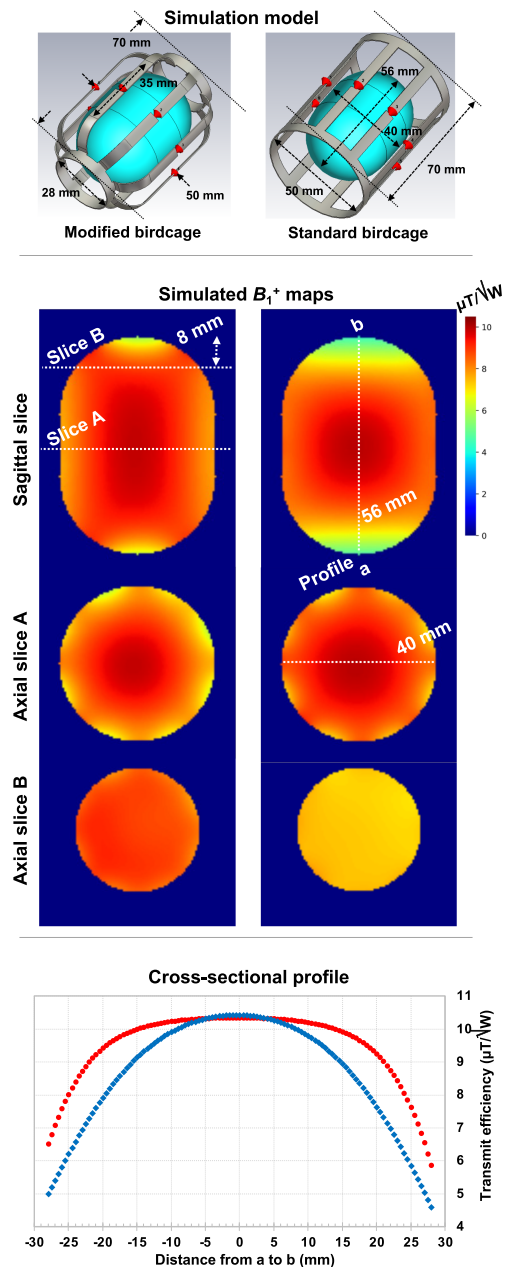 Simulation model
70 mm
35 mm
28 mm
50 mm
56 mm
40 mm
50 mm
70 mm
Modified birdcage
Standard birdcage
Simulated B₁⁺ maps
µT/√W
Sagittal slice
Slice B
8 mm
Slice A
b
56 mm
Profile
a
10
8
6
4
2
0
Axial slice A
40 mm
Axial slice B
Cross-sectional profile
11
10
9
8
7
6
5
4
Transmit efficiency (µT/√W)
-30 -25 -20 -15 -10 -5 0 5 10 15 20 25 30
Distance from a to b (mm)